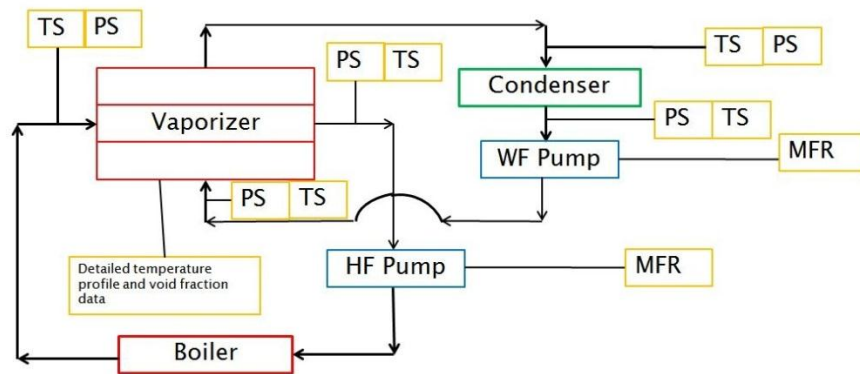 TS PS
PS TS
TS PS
Condenser
Vaporizer
PS TS
WF Pump
MFR
PS TS
Detailed temperature
profile and void fraction
data
HF Pump
MFR
Boiler